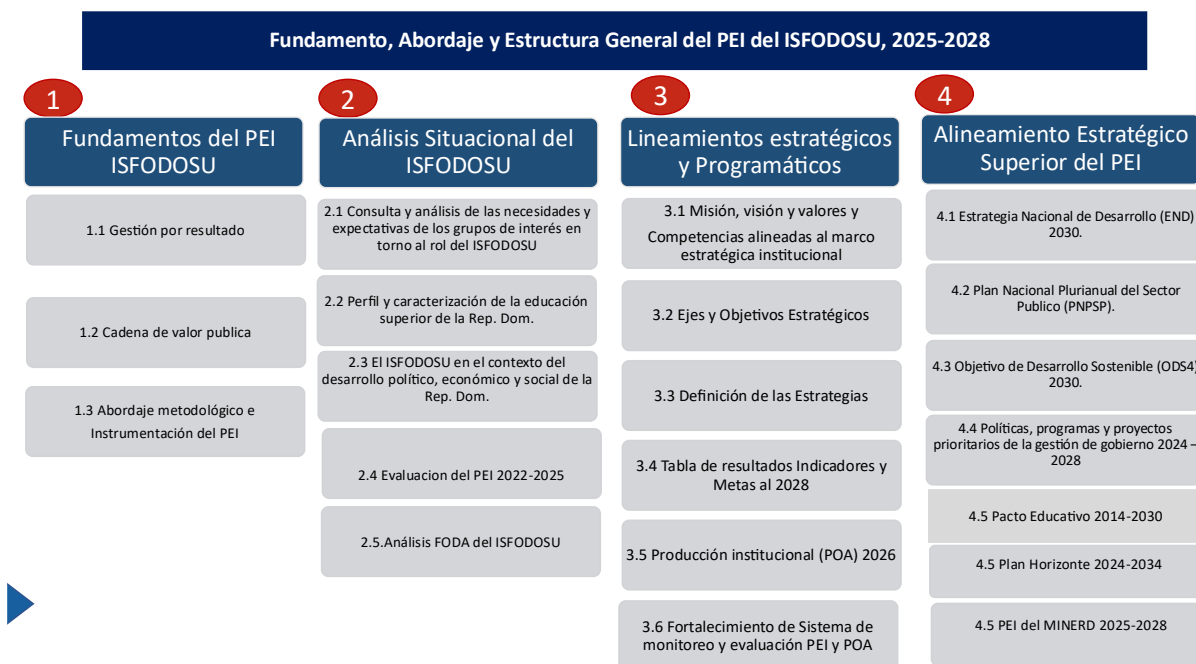 Fundamento, Abordaje y Estructura General del PEI del ISFODOSU, 2025-2028
1
Fundamentos del PEI
ISFODOSU
1.1 Gestión por resultado
1.2 Cadena de valor publica
1.3 Abordaje metodológico e
Instrumentación del PEI
2
Análisis Situacional del
ISFODOSU
2.1 Consulta y análisis de las necesidades y
expectativas de los grupos de interés en
torno al rol del ISFODOSU
2.2 Perfil y caracterización de la educación
superior de la Rep. Dom.
2.3 El ISFODOSU en el contexto del
desarrollo político, económico y social de la
Rep. Dom.
2.4 Evaluacion del PEI 2022-2025
2.5.Análisis FODA del ISFODOSU
3
Lineamientos estratégicos
y Programáticos
3.1 Misión, visión y valores y
Competencias alineadas al marco
estratégica institucional
3.2 Ejes y Objetivos Estratégicos
3.3 Definición de las Estrategias
3.4 Tabla de resultados Indicadores y
Metas al 2028
3.5 Producción institucional (POA) 2026
3.6 Fortalecimiento de Sistema de
monitoreo y evaluación PEI y POA
4
Alineamiento Estratégico
Superior del PEI
4.1 Estrategia Nacional de Desarrollo (END)
2030.
4.2 Plan Nacional Plurianual del Sector
Publico (PNPSP).
4.3 Objetivo de Desarrollo Sostenible (ODS4)
2030.
4.4 Políticas, programas y proyectos
prioritarios de la gestión de gobierno 2024 –
2028
4.5 Pacto Educativo 2014-2030
4.5 Plan Horizonte 2024-2034
4.5 PEI del MINERD 2025-2028